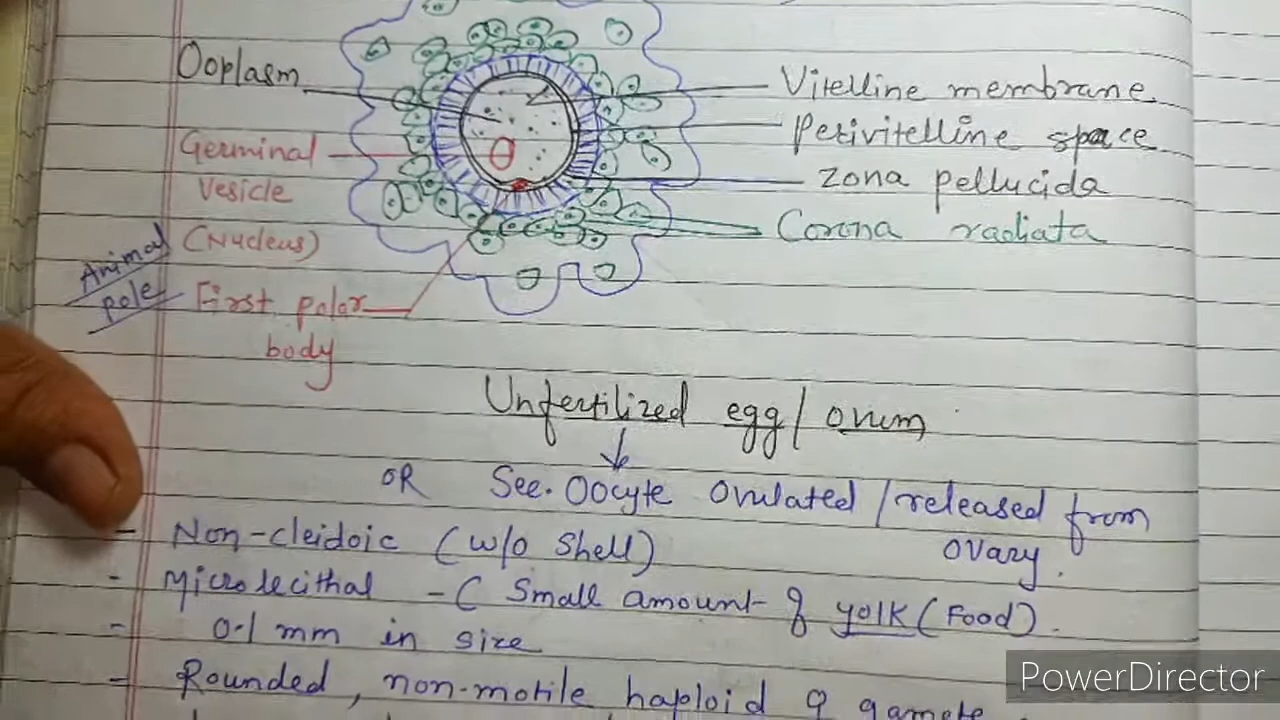 Ooplasm
Germinal
Vesicle
(Nucleus)
Animal
pole
First polar
body
Vitelline membrane
Perivitelline space
Zona pellucida
Corona radiata
Unfertilized egg / ovum
OR Sec. Oocyte Ovulated / released from
ovary.
- Non-cleidoic (w/o Shell)
- Microlecithal - ( Small amount of yolk (Food).
- 0.1 mm in size
- Rounded, non-motile haploid ♀ gamete
PowerDirector